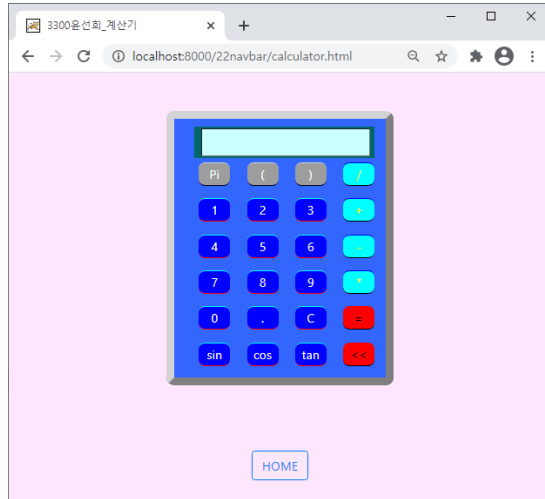 3300윤선희_계산기
localhost:8000/22navbar/calculator.html
Pi ( ) /
1 2 3 +
4 5 6 -
7 8 9 *
0 . C =
sin cos tan <<
HOME